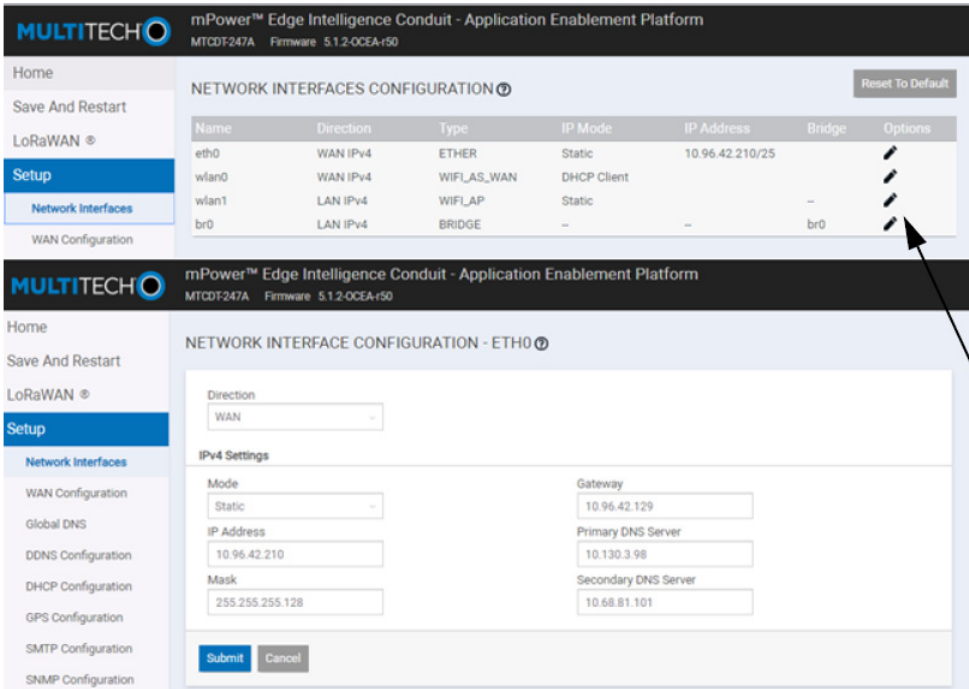 MULTITECH
mPower™ Edge Intelligence Conduit - Application Enablement Platform
MTCDT-247A Firmware 5.1.2-OCEA-r50
Home
Save And Restart
LoRaWAN ®
Setup
Network Interfaces
WAN Configuration
NETWORK INTERFACES CONFIGURATION
Reset To Default
Name Direction Type IP Mode IP Address Bridge Options
eth0 WAN IPv4 ETHER Static 10.96.42.210/25
wlan0 WAN IPv4 WIFI_AS_WAN DHCP Client
wlan1 LAN IPv4 WIFI_AP Static --
br0 LAN IPv4 BRIDGE -- -- br0
MULTITECH
mPower™ Edge Intelligence Conduit - Application Enablement Platform
MTCDT-247A Firmware 5.1.2-OCEA-r50
Home
Save And Restart
LoRaWAN ®
Setup
Network Interfaces
WAN Configuration
Global DNS
DDNS Configuration
DHCP Configuration
GPS Configuration
SMTP Configuration
SNMP Configuration
NETWORK INTERFACE CONFIGURATION - ETH0
Direction
WAN
IPv4 Settings
Mode
Static
IP Address
10.96.42.210
Mask
255.255.255.128
Gateway
10.96.42.129
Primary DNS Server
10.130.3.98
Secondary DNS Server
10.68.81.101
Submit Cancel